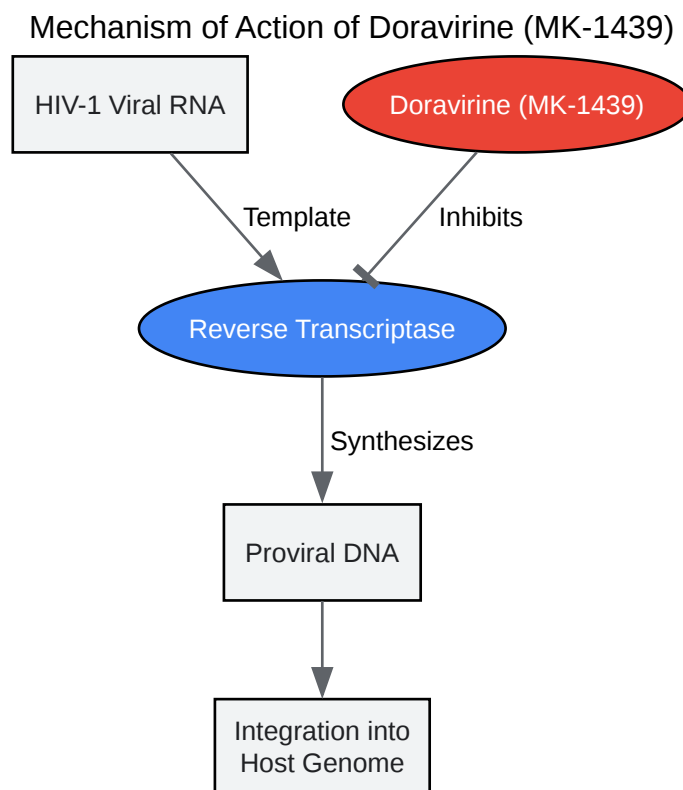 Mechanism of Action of Doravirine (MK-1439)
HIV-1 Viral RNA
Doravirine (MK-1439)
Template
Inhibits
Reverse Transcriptase
Synthesizes
Proviral DNA
Integration into
Host Genome